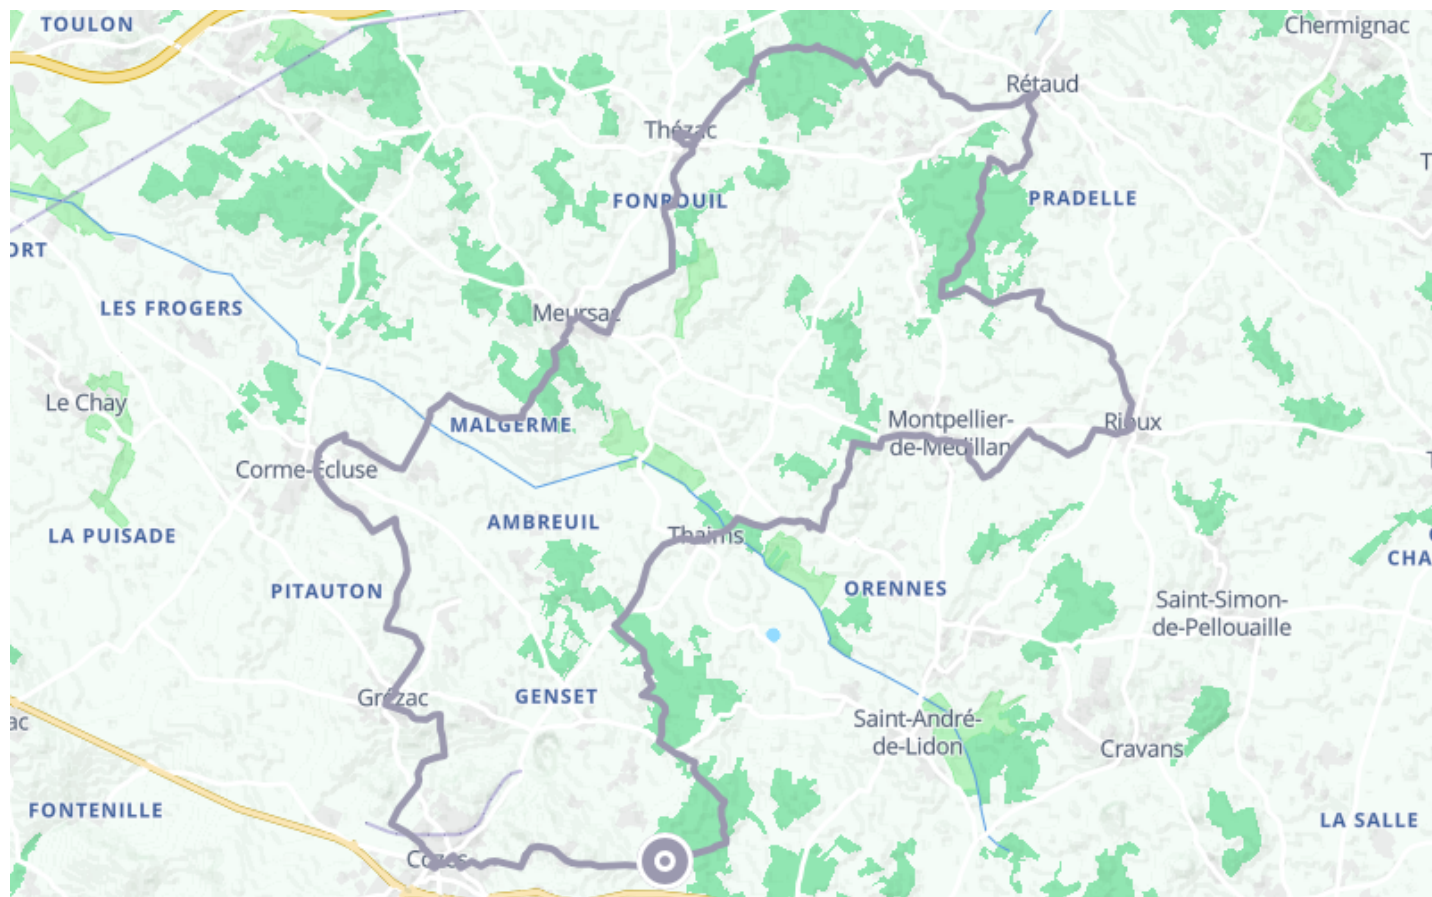 TOULON
Chermignac
Rétaud
Thézac
T
FONROUIL
PRADELLE
ORT
LES FROGERS
Meursac
Le Chay
MALGERME
Montpellier-
de-Médillan
Rioux
Corme-Écluse
T
AMBREUIL
LA PUISADE
Thaims
CHA
PITAUTON
ORENNES
Saint-Simon-
de-Pellouaille
Grézac
GENSET
ac
Saint-André-
de-Lidon
Cravans
FONTENILLE
LA SALLE
Cozes